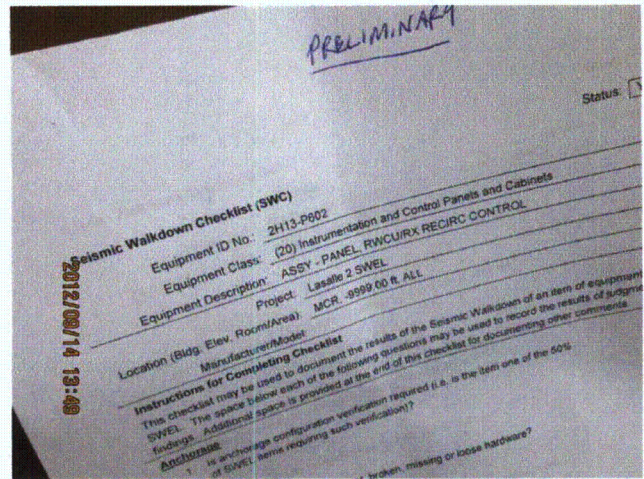 PRELIMINARY
Status:
Seismic Walkdown Checklist (SWC)
Equipment ID No.: 2H13-P602
Equipment Class: (20) Instrumentation and Control Panels and Cabinets
Equipment Description: ASSY - PANEL, RWCU/RX RECIRC CONTROL
Project: Lasalle 2 SWEL
Location (Bldg, Elev, Room/Area): MCR, -9999.00 ft, ALL
Manufacturer/Model:
Instructions for Completing Checklist
This checklist may be used to document the results of the Seismic Walkdown of an item of equipment
SWEL. The space below each of the following questions may be used to record the results of judgme
findings. Additional space is provided at the end of this checklist for documenting other comments.
Anchorage
1. Is anchorage configuration verification required (i.e. is the item one of the 50%
of SWEL items requiring such verification)?
broken, missing or loose hardware?
2012/09/14 13:49